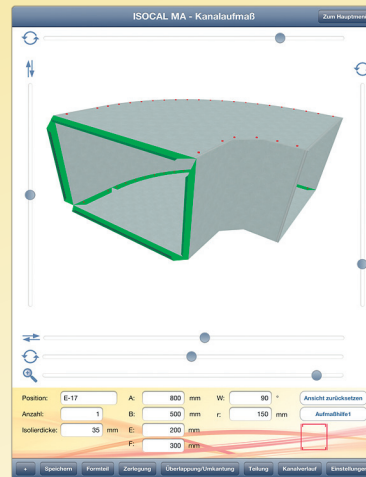 ISOCAL MA - Kanalaufmaß
Zum Hauptmenü
Position: E-17 A: 800 mm W: 90 ° Ansicht zurücksetzen
Anzahl: 1 B: 500 mm r: 150 mm Aufmaßhilfe1
Isolierdicke: 35 mm E: 200 mm
F: 300 mm
+ Speichern Formteil Zerlegung Überlappung/Umkantung Teilung Kanalverlauf Einstellungen